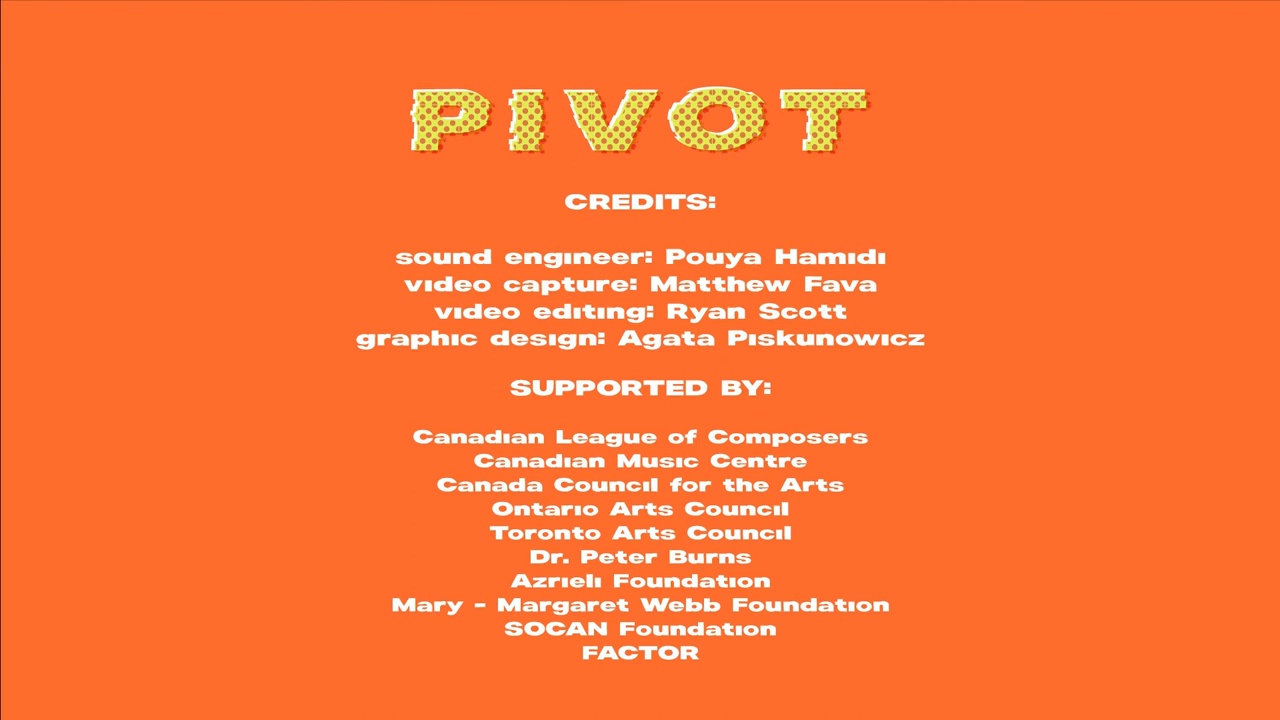 PIVOT
CREDITS:
sound engineer: Pouya Hamidi
video capture: Matthew Fava
video editing: Ryan Scott
graphic design: Agata Piskunowicz
SUPPORTED BY:
Canadian League of Composers
Canadian Music Centre
Canada Council for the Arts
Ontario Arts Council
Toronto Arts Council
Dr. Peter Burns
Azrieli Foundation
Mary - Margaret Webb Foundation
SOCAN Foundation
FACTOR